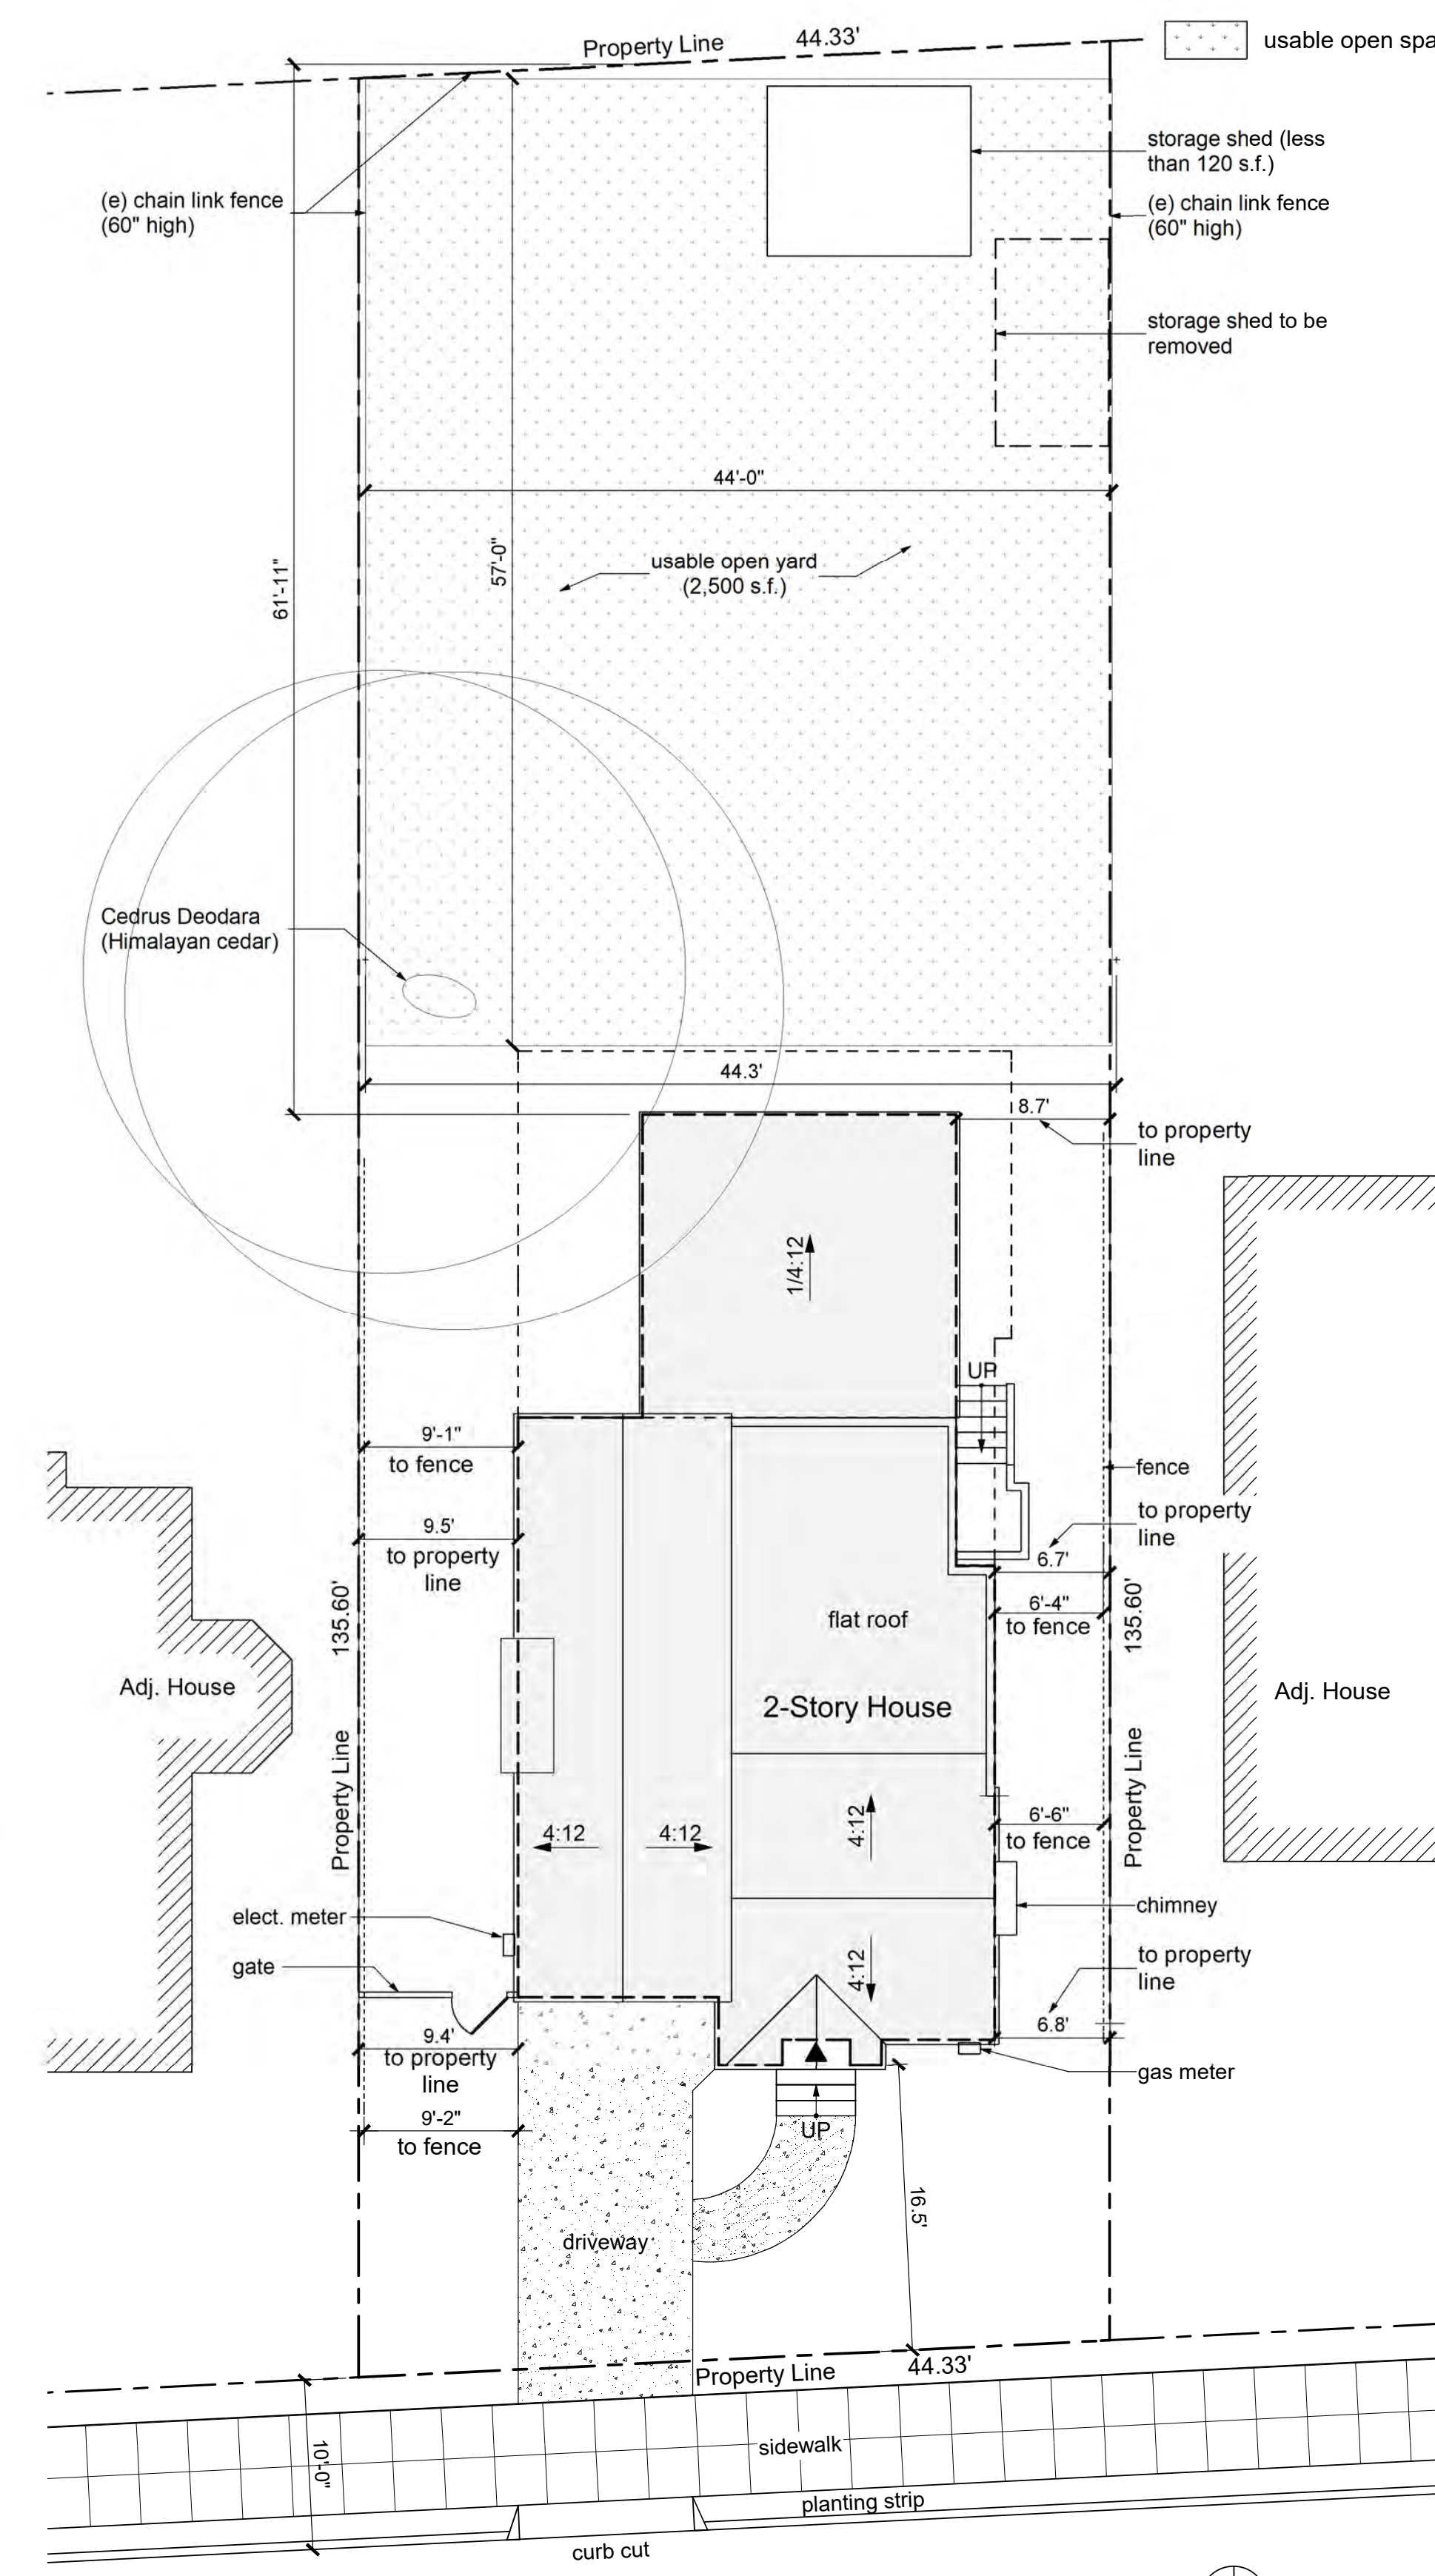 Property Line
44.33'
usable open spa
storage shed (less
than 120 s.f.)
(e) chain link fence
(60" high)
(e) chain link fence
(60" high)
storage shed to be
removed
44'-0"
57'-0"
61'-11"
usable open yard
(2,500 s.f.)
Cedrus Deodara
(Himalayan cedar)
44.3'
8.7'
to property
line
1/4:12
UP
9'-1"
to fence
fence
9.5'
to property
line
to property
line
6.7'
6'-4"
to fence
135.60'
135.60'
flat roof
Adj. House
2-Story House
Adj. House
Property Line
Property Line
4:12
4:12
4:12
6'-6"
to fence
elect. meter
chimney
gate
4:12
to property
line
6.8'
9.4'
to property
line
gas meter
9'-2"
to fence
UP
16.5'
driveway
Property Line
44.33'
sidewalk
10'-0"
planting strip
curb cut